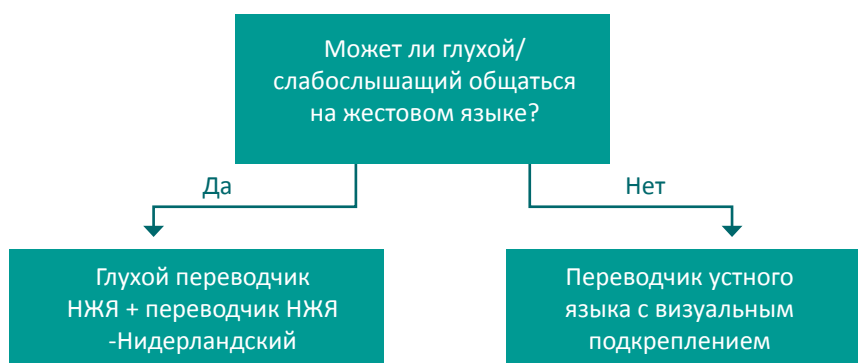 Может ли глухой/
слабослышащий общаться
на жестовом языке?
Да
Нет
Глухой переводчик
НЖЯ + переводчик НЖЯ
-Нидерландский
Переводчик устного
языка с визуальным
подкреплением